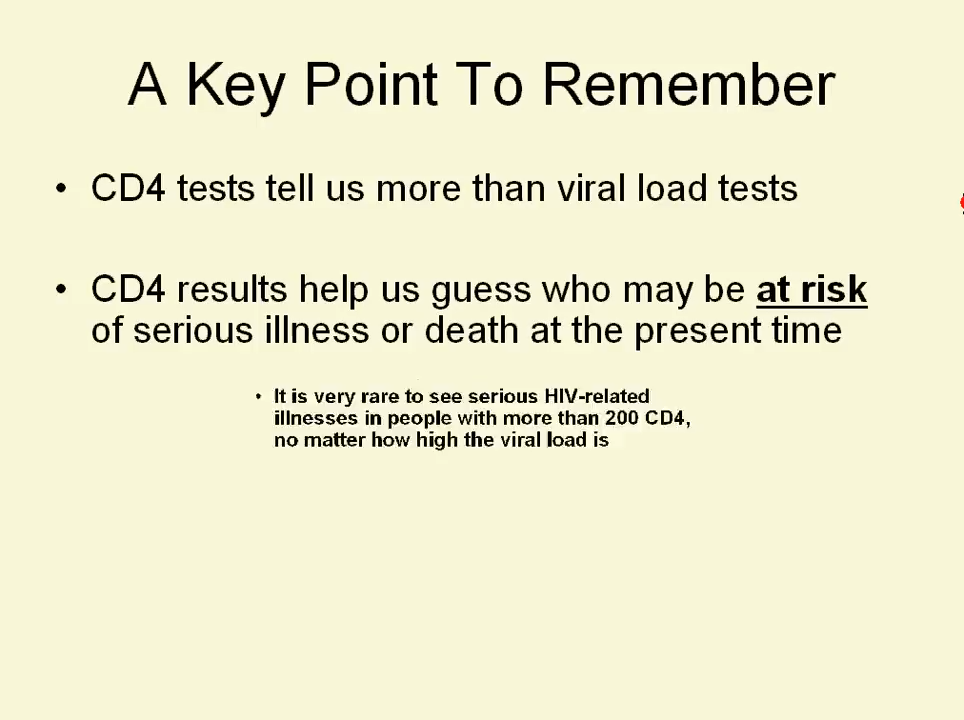 A Key Point To Remember
• CD4 tests tell us more than viral load tests
• CD4 results help us guess who may be at risk
of serious illness or death at the present time
• It is very rare to see serious HIV-related
illnesses in people with more than 200 CD4,
no matter how high the viral load is